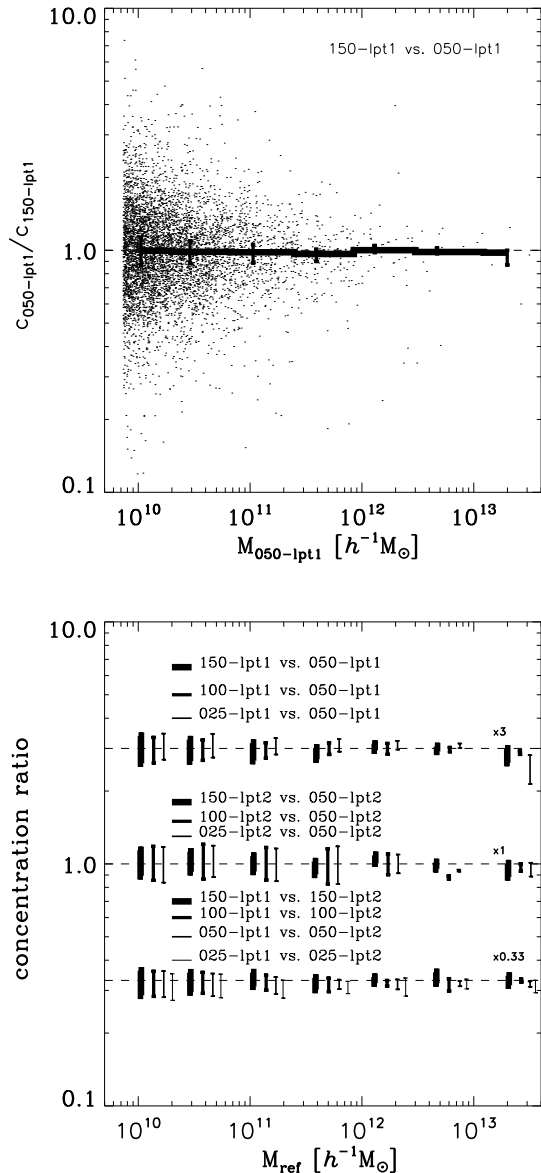 10.0
150-lpt1 vs. 050-lpt1
c050-lpt1/c150-lpt1
1.0
0.1
10^10 10^11 10^12 10^13
M050-lpt1 [h^-1M⊙]
10.0
150-lpt1 vs. 050-lpt1
100-lpt1 vs. 050-lpt1
025-lpt1 vs. 050-lpt1
x3
150-lpt2 vs. 050-lpt2
100-lpt2 vs. 050-lpt2
025-lpt2 vs. 050-lpt2
concentration ratio
1.0
x1
150-lpt1 vs. 150-lpt2
100-lpt1 vs. 100-lpt2
050-lpt1 vs. 050-lpt2
025-lpt1 vs. 025-lpt2
x0.33
0.1
10^10 10^11 10^12 10^13
Mref [h^-1M⊙]